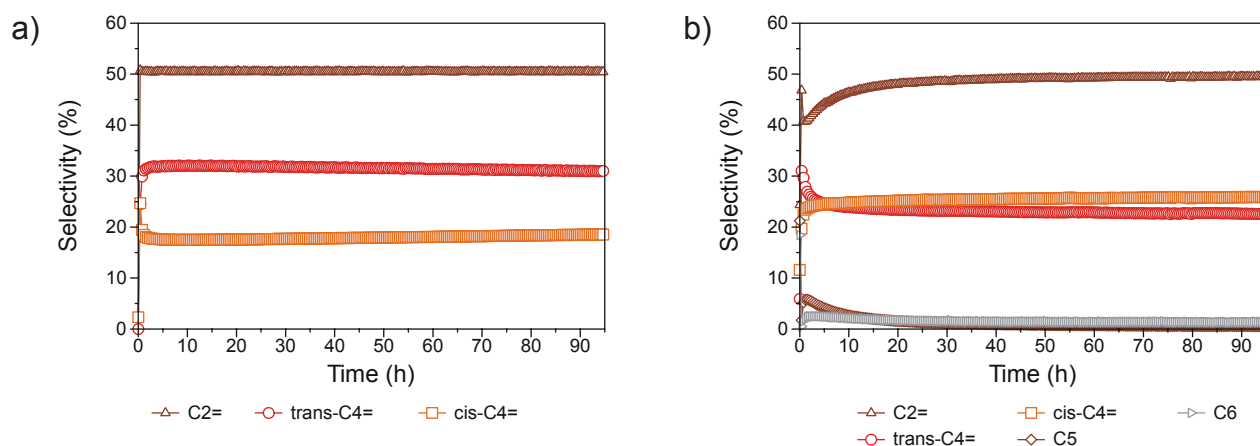 a)
60
50
40
30
20
10
0
Selectivity (%)
0 10 20 30 40 50 60 70 80 90
Time (h)
C2= trans-C4= cis-C4=
b)
60
50
40
30
20
10
0
Selectivity (%)
0 10 20 30 40 50 60 70 80 90
Time (h)
C2= cis-C4= C6
trans-C4= C5